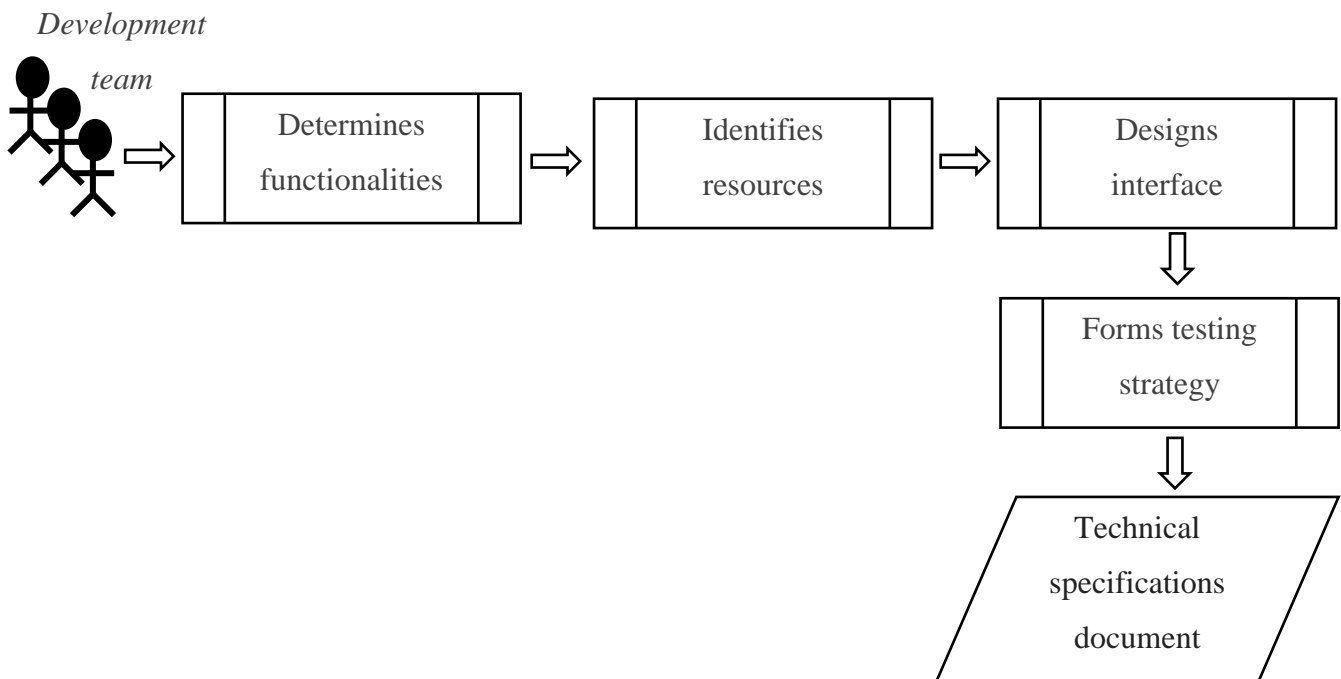 Development
team
Determines
functionalities
Identifies
resources
Designs
interface
Forms testing
strategy
Technical
specifications
document